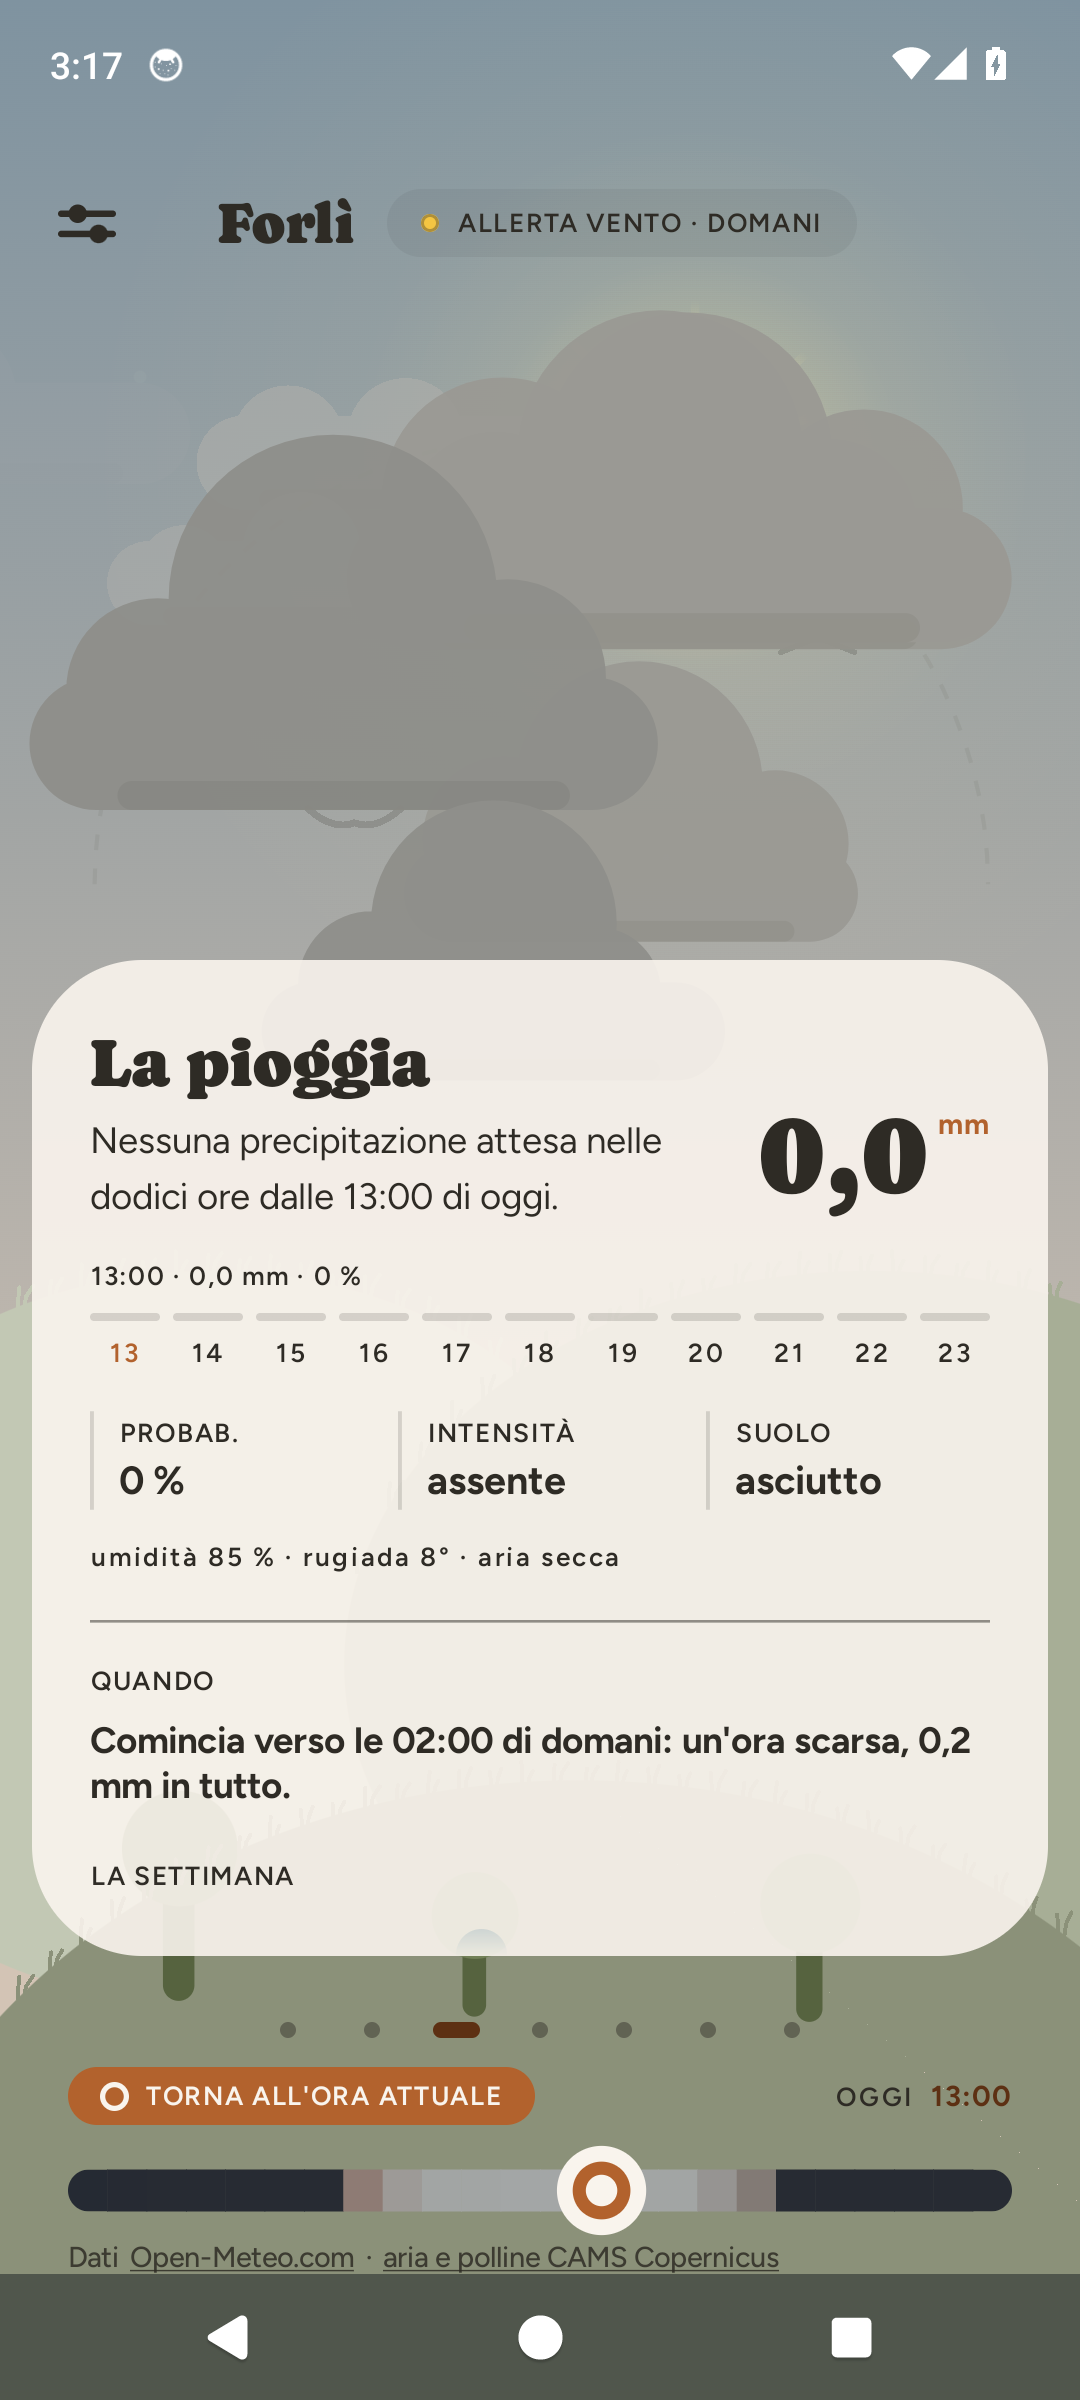 3:17
Forlì
ALLERTA VENTO · DOMANI
La pioggia
Nessuna precipitazione attesa nelle
dodici ore dalle 13:00 di oggi.
0,0 mm
13:00 · 0,0 mm · 0 %
13 14 15 16 17 18 19 20 21 22 23
PROBAB. INTENSITÀ SUOLO
0 % assente asciutto
umidità 85 % · rugiada 8° · aria secca
QUANDO
Comincia verso le 02:00 di domani: un'ora scarsa, 0,2
mm in tutto.
LA SETTIMANA
TORNA ALL'ORA ATTUALE
OGGI 13:00
Dati Open-Meteo.com · aria e polline CAMS Copernicus